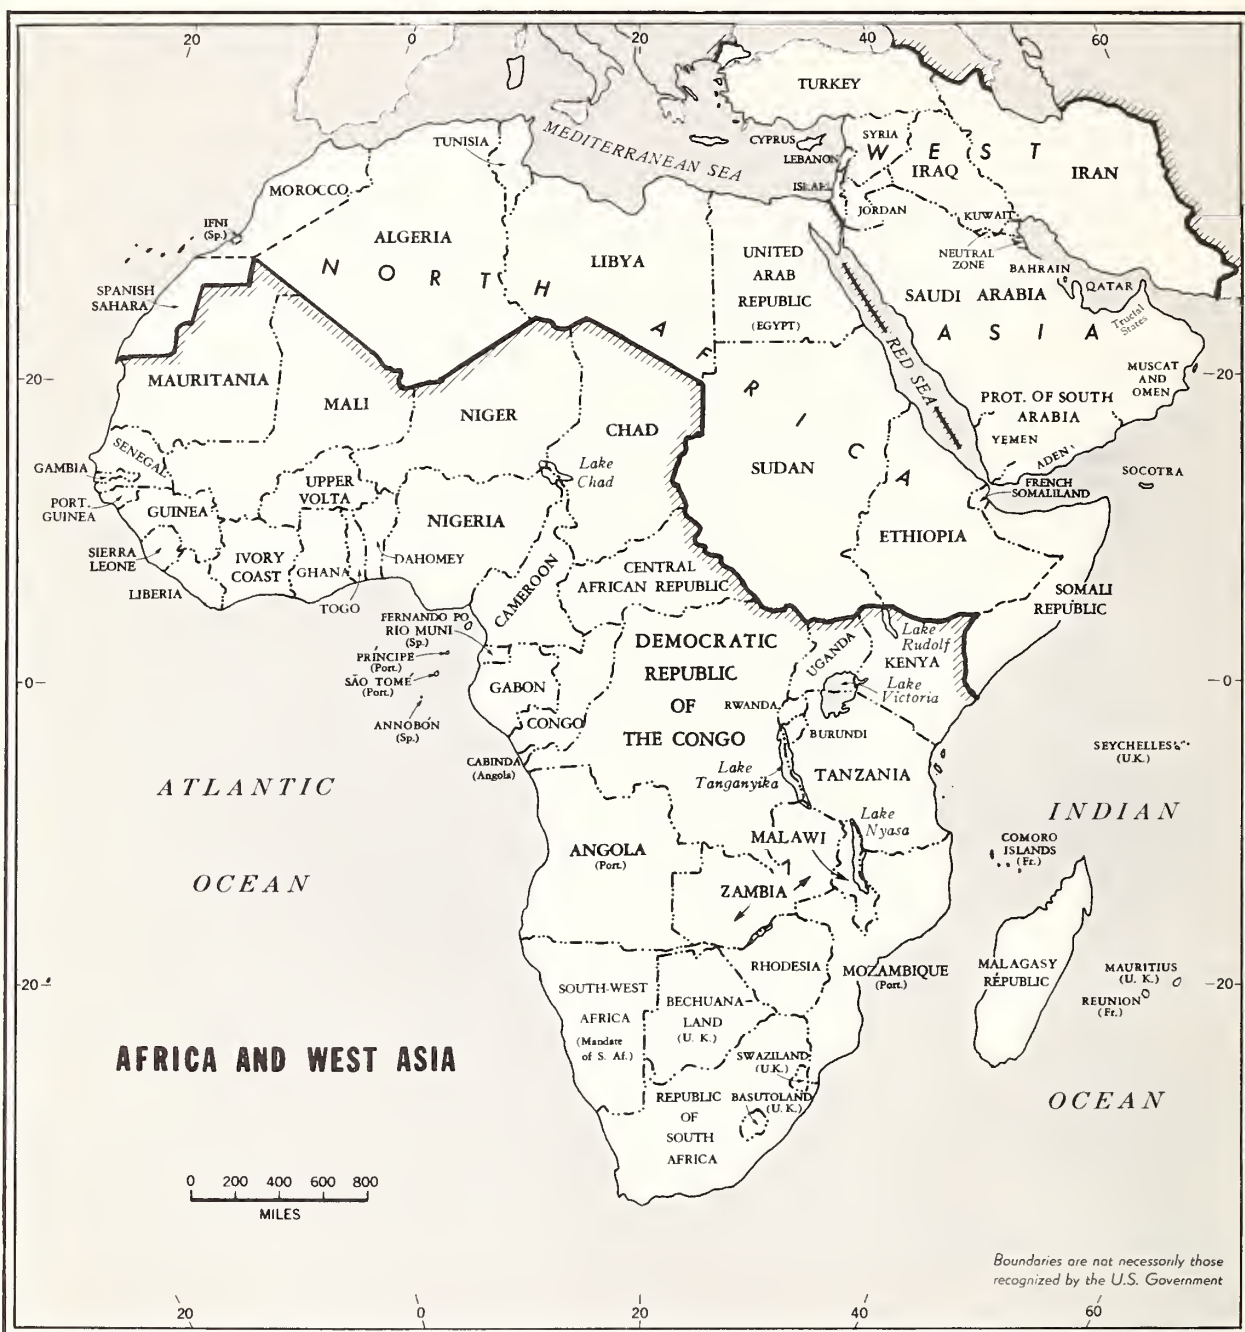 20
0
20
40
60
TURKEY
MEDITERRANEAN SEA
CYPRUS
LEBANON
ISRAEL
SYRIA
WEST
IRAQ
IRAN
TUNISIA
MOROCCO
IFNI
(Sp.)
ALGERIA
NORTH
LIBYA
JORDAN
KUWAIT
NEUTRAL
ZONE
UNITED
ARAB
REPUBLIC
(EGYPT)
BAHRAIN
QATAR
SPANISH
SAHARA
SAUDI ARABIA
Trucial
States
ASIA
AFRICA
RED SEA
20
MAURITANIA
MALI
NIGER
CHAD
MUSCAT
AND
OMEN
20
PROT. OF SOUTH
ARABIA
YEMEN
ADEN
SENEGAL
GAMBIA
Lake
Chad
SUDAN
SOCOTRA
FRENCH
SOMALILAND
PORT.
GUINEA
GUINEA
UPPER
VOLTA
NIGERIA
ETHIOPIA
SIERRA
LEONE
LIBERIA
IVORY
COAST
GHANA
TOGO
DAHOMEY
CAMEROON
CENTRAL
AFRICAN REPUBLIC
SOMALI
REPUBLIC
FERNANDO PO
RIO MUNI
(Sp.)
PRÍNCIPE
(Port.)
SÃO TOMÉ
(Port.)
ANNOBÓN
(Sp.)
DEMOCRATIC
REPUBLIC
OF
THE CONGO
UGANDA
Lake
Rudolf
KENYA
Lake
Victoria
0
GABON
CONGO
RWANDA
BURUNDI
0
CABINDA
(Angola)
Lake
Tanganyika
TANZANIA
SEYCHELLES
(U.K.)
ATLANTIC
OCEAN
INDIAN
Lake
Nyasa
ANGOLA
(Port.)
MALAWI
ZAMBIA
COMORO
ISLANDS
(Fr.)
RHODESIA
MOZAMBIQUE
(Port.)
MALAGASY
RÉPUBLIC
MAURITIUS
(U. K.)
REUNION
(Fr.)
20
20
SOUTH-WEST
AFRICA
(Mandate
of S. Af.)
BECHUANA-
LAND
(U. K.)
AFRICA AND WEST ASIA
SWAZILAND
(U.K.)
REPUBLIC
OF
SOUTH
AFRICA
BASUTOLAND
(U. K.)
OCEAN
0 200 400 600 800
MILES
Boundaries are not necessarily those
recognized by the U.S. Government
20
0
20
40
60